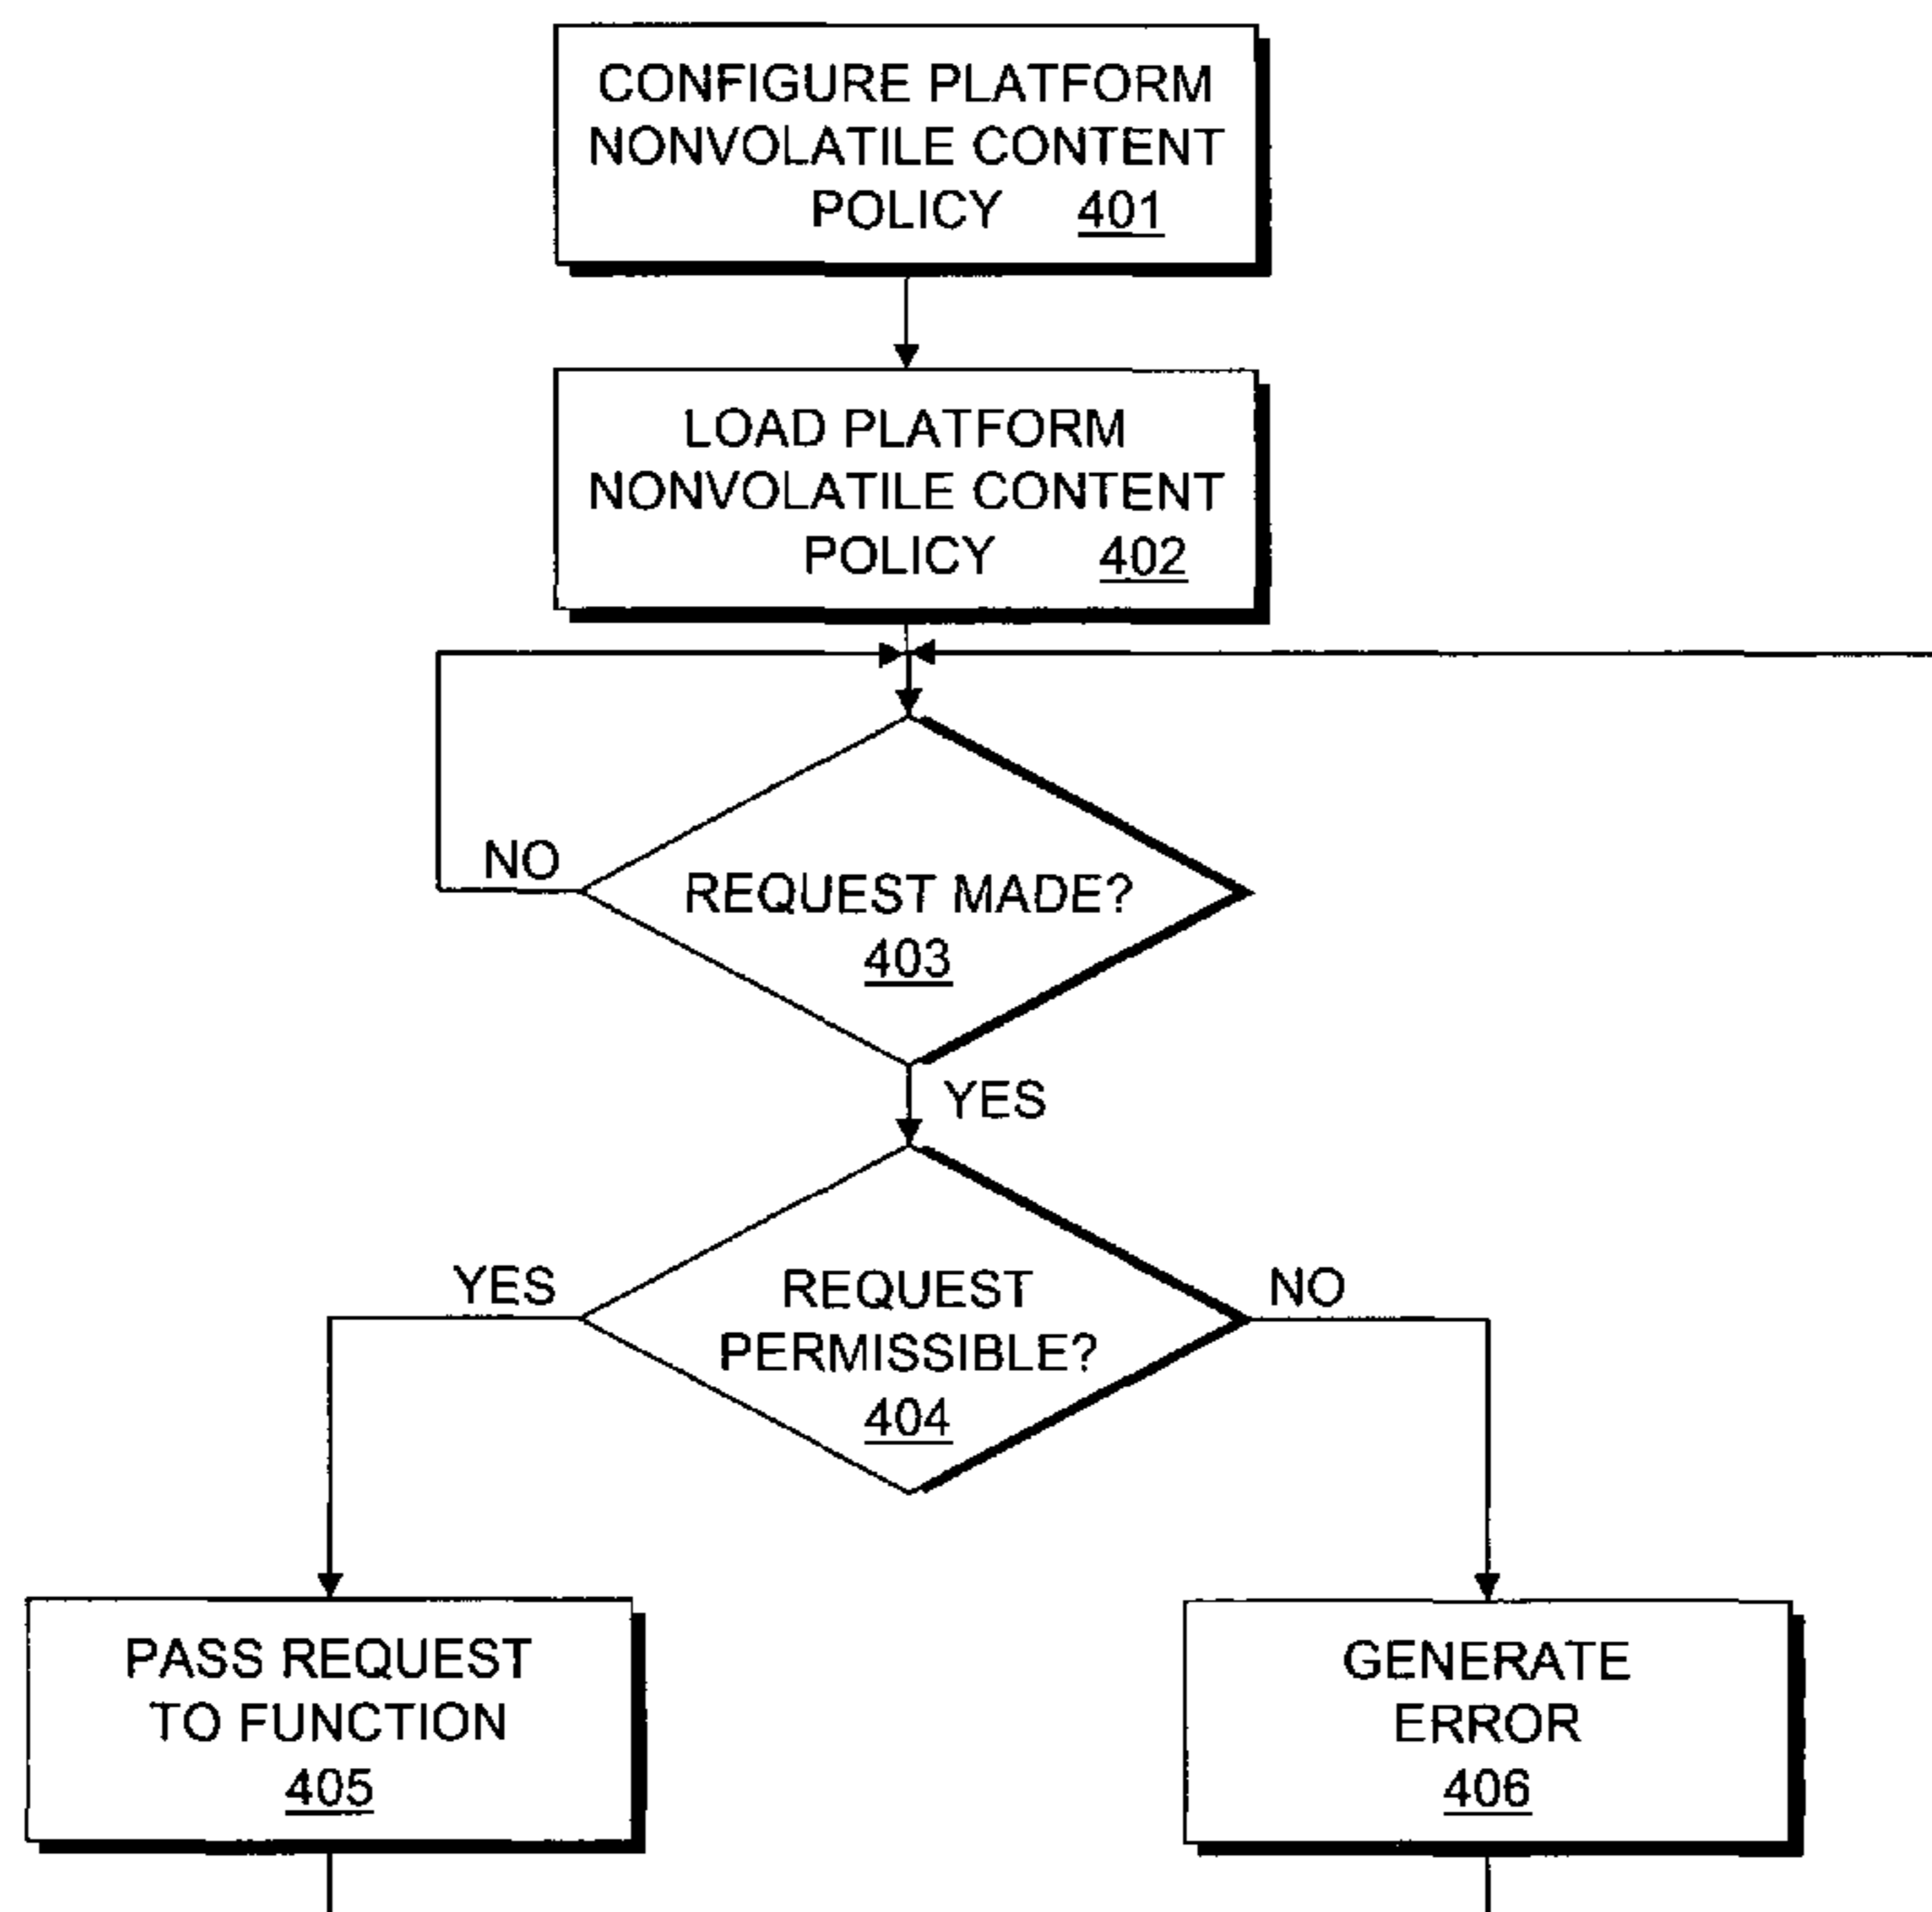 CONFIGURE PLATFORM
NONVOLATILE CONTENT
POLICY 401
LOAD PLATFORM
NONVOLATILE CONTENT
POLICY 402
NO
REQUEST MADE?
403
YES
YES
REQUEST
PERMISSIBLE?
404
NO
PASS REQUEST
TO FUNCTION
405
GENERATE
ERROR
406